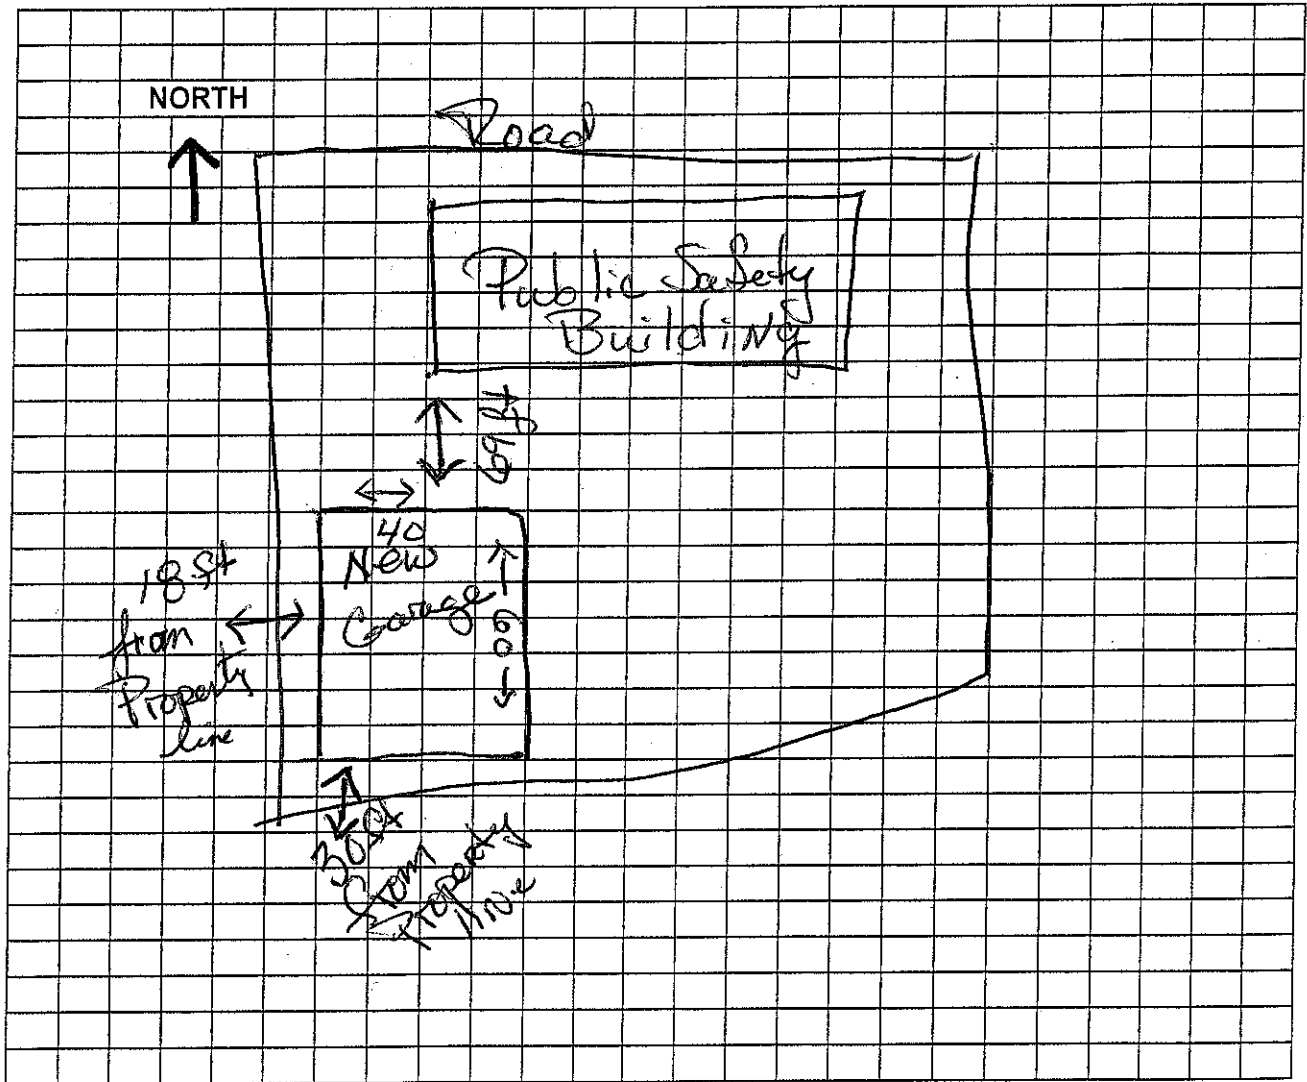 NORTH
Road
Public Safety
Building
69 ft
40
New
Garage
60
18 ft
from
Property
line
30 ft
from
Property
line